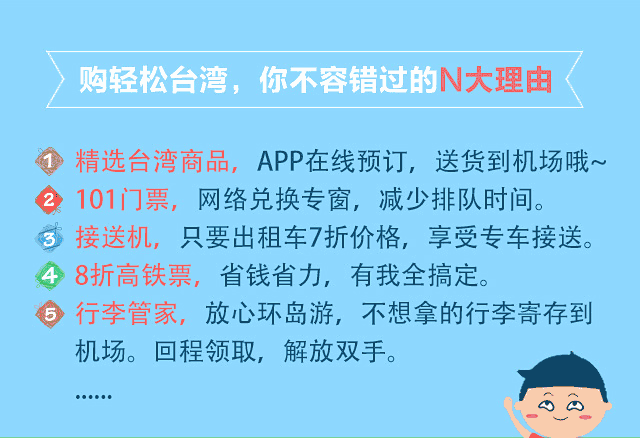 购轻松台湾，你不容错过的N大理由
1 精选台湾商品，APP在线预订，送货到机场哦~
2 101门票，网络兑换专窗，减少排队时间。
3 接送机，只要出租车7折价格，享受专车接送。
4 8折高铁票，省钱省力，有我全搞定。
5 行李管家，放心环岛游，不想拿的行李寄存到
机场。回程领取，解放双手。
......